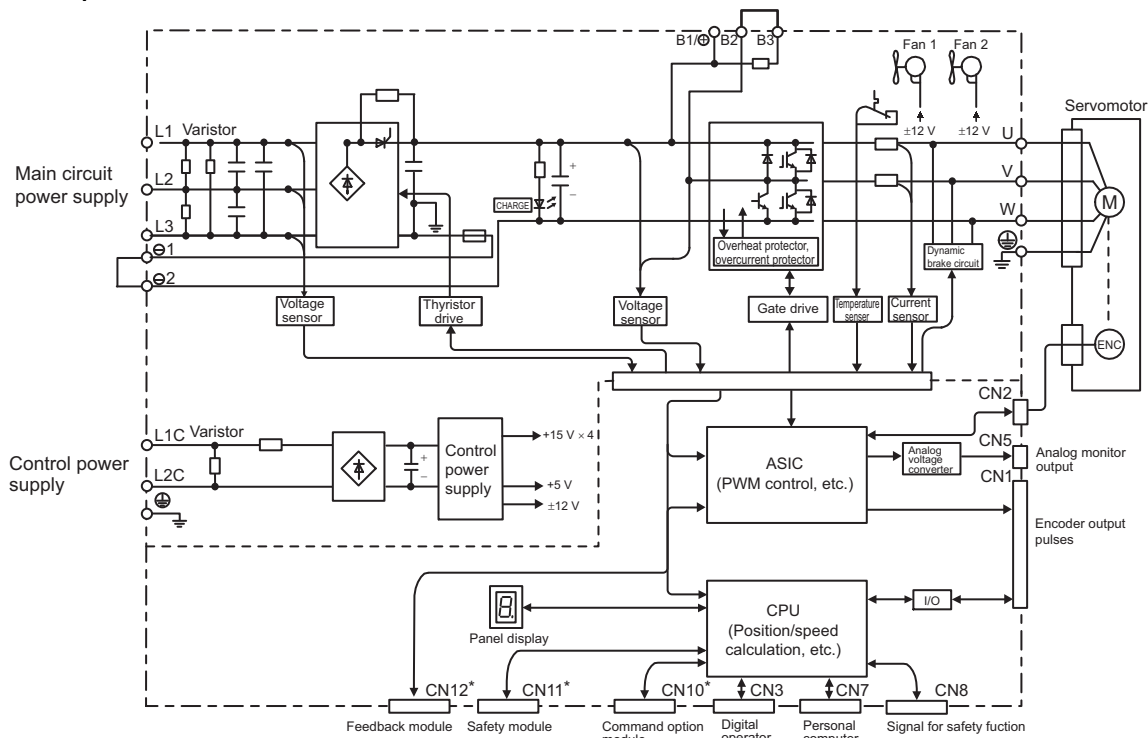 B1/⊕ B2 B3
Fan 1 Fan 2
±12 V ±12 V
Servomotor
L1 Varistor
U
Main circuit
power supply
L2
V
M
CHARGE
+
−
W
L3
⊖1
⊖2
Overheat protector,
overcurrent protector
Dynamic
brake circuit
Voltage
sensor
Thyristor
drive
Voltage
sensor
Gate drive
Temperature
senser
Current
sensor
ENC
CN2
L1C Varistor
+15 V × 4
Control power
supply
+
−
Control
power
supply
L2C
+5 V
±12 V
ASIC
(PWM control, etc.)
Analog
voltage
converter
CN5
Analog monitor
output
CN1
Encoder output
pulses
8.
Panel display
CPU
(Position/speed
calculation, etc.)
I/O
CN12* CN11* CN10* CN3 CN7 CN8
Feedback module Safety module Command option Digital Personal Signal for safety fuction
operator computer